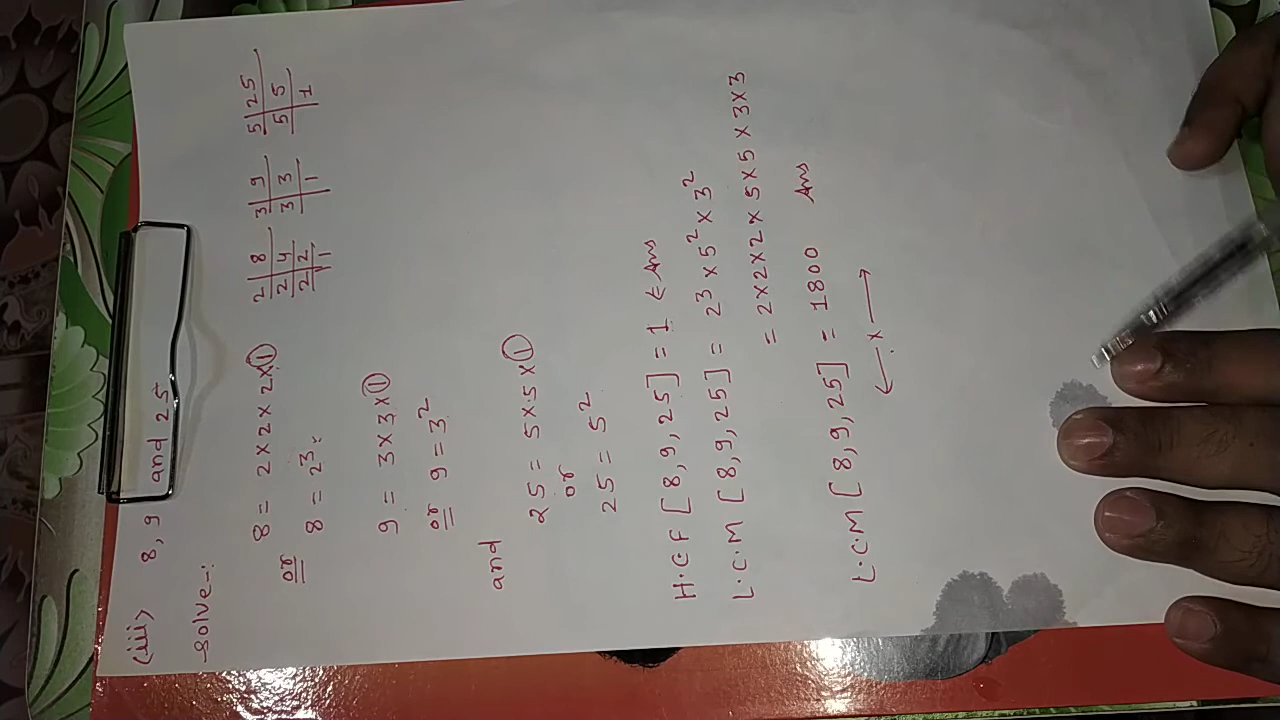 (iii) 8, 9 and 25
Solve-:
8 = 2 × 2 × 2 × 1
or
8 = 2³
2 8
2 4
2 2
1
3 9
3 3
1
5 25
5 5
1
9 = 3 × 3 × 1
or 9 = 3²
and
25 = 5 × 5 × 1
or
25 = 5²
H.C.F [8, 9, 25] = 1 ← Ans
L.C.M [8, 9, 25] = 2³ × 5² × 3²
= 2×2×2×5×5×3×3
L.C.M [8, 9, 25] = 1800 Ans
← × →